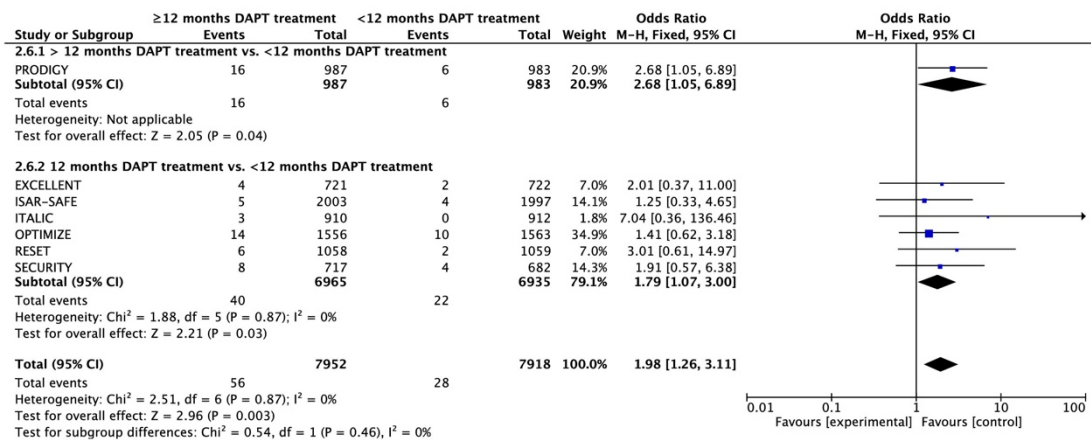 ≥12 months DAPT treatment <12 months DAPT treatment Odds Ratio Odds Ratio
Study or Subgroup Events Total Events Total Weight M-H, Fixed, 95% CI M-H, Fixed, 95% CI
2.6.1 > 12 months DAPT treatment vs. <12 months DAPT treatment
PRODIGY 16 987 6 983 20.9% 2.68 [1.05, 6.89]
Subtotal (95% CI) 987 983 20.9% 2.68 [1.05, 6.89]
Total events 16 6
Heterogeneity: Not applicable
Test for overall effect: Z = 2.05 (P = 0.04)
2.6.2 12 months DAPT treatment vs. <12 months DAPT treatment
EXCELLENT 4 721 2 722 7.0% 2.01 [0.37, 11.00]
ISAR-SAFE 5 2003 4 1997 14.1% 1.25 [0.33, 4.65]
ITALIC 3 910 0 912 1.8% 7.04 [0.36, 136.46]
OPTIMIZE 14 1556 10 1563 34.9% 1.41 [0.62, 3.18]
RESET 6 1058 2 1059 7.0% 3.01 [0.61, 14.97]
SECURITY 8 717 4 682 14.3% 1.91 [0.57, 6.38]
Subtotal (95% CI) 6965 6935 79.1% 1.79 [1.07, 3.00]
Total events 40 22
Heterogeneity: Chi² = 1.88, df = 5 (P = 0.87); I² = 0%
Test for overall effect: Z = 2.21 (P = 0.03)
Total (95% CI) 7952 7918 100.0% 1.98 [1.26, 3.11]
Total events 56 28
Heterogeneity: Chi² = 2.51, df = 6 (P = 0.87); I² = 0%
Test for overall effect: Z = 2.96 (P = 0.003)
Test for subgroup differences: Chi² = 0.54, df = 1 (P = 0.46), I² = 0%
0.01 0.1 1 10 100
Favours [experimental] Favours [control]